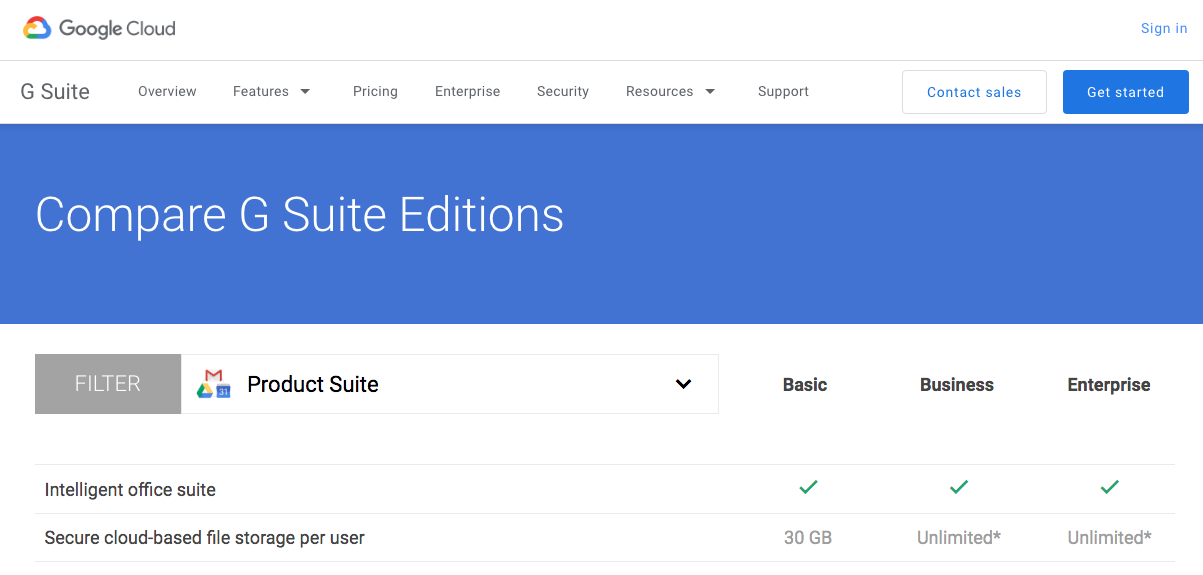 Google Cloud
Sign in
G Suite Overview Features Pricing Enterprise Security Resources Support Contact sales Get started
Compare G Suite Editions
FILTER 31 Product Suite Basic Business Enterprise
Intelligent office suite
Secure cloud-based file storage per user 30 GB Unlimited* Unlimited*